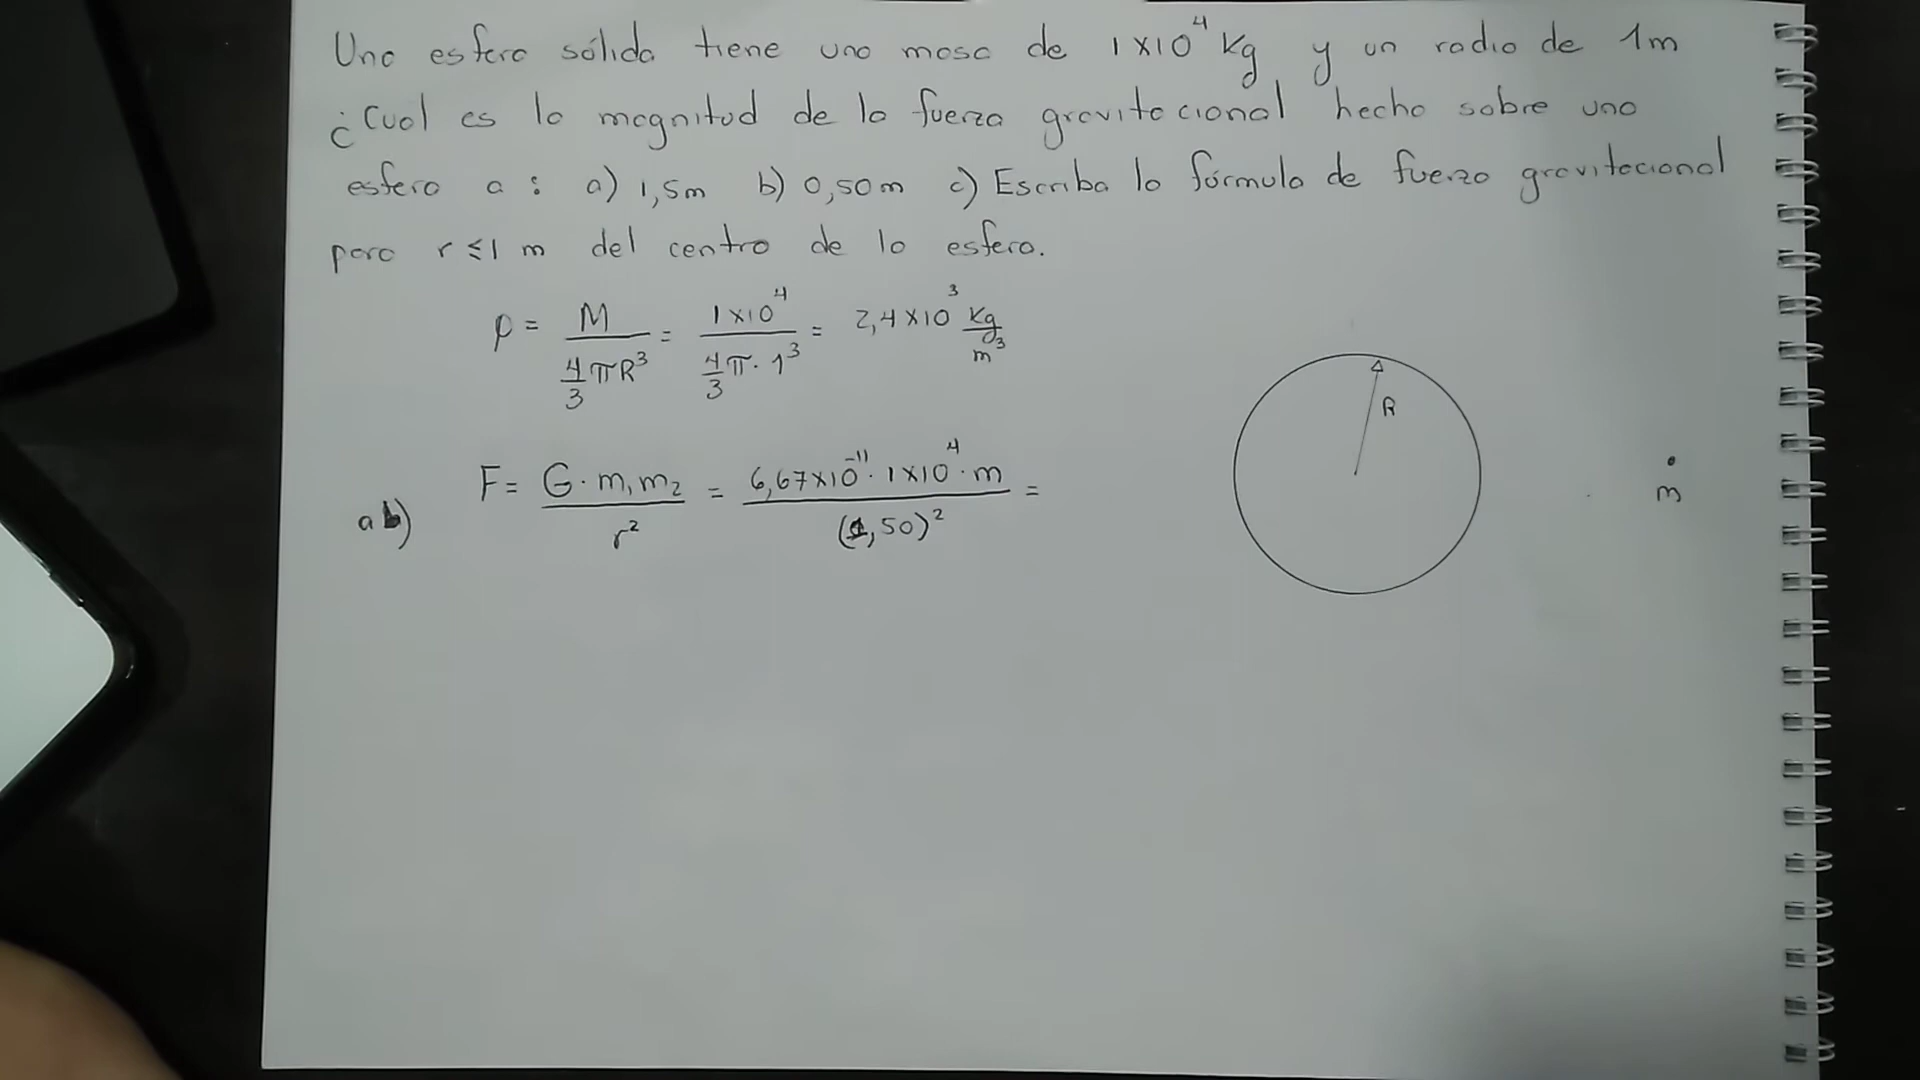 Una esfera sólida tiene una masa de 1×10⁴ Kg y un radio de 1m
¿Cual es la magnitud de la fuerza gravitacional hecha sobre una
esfera a : a) 1,5m b) 0,50m c) Escriba la fórmula de fuerza gravitacional
para r ≤ 1 m del centro de la esfera.
ρ = M / (4/3 πR³) = 1×10⁴ / (4/3 π · 1³) = 2,4×10³ Kg/m³
R
a) F = G · m₁m₂ / r² = 6,67×10⁻¹¹ · 1×10⁴ · m / (1,50)² =
m